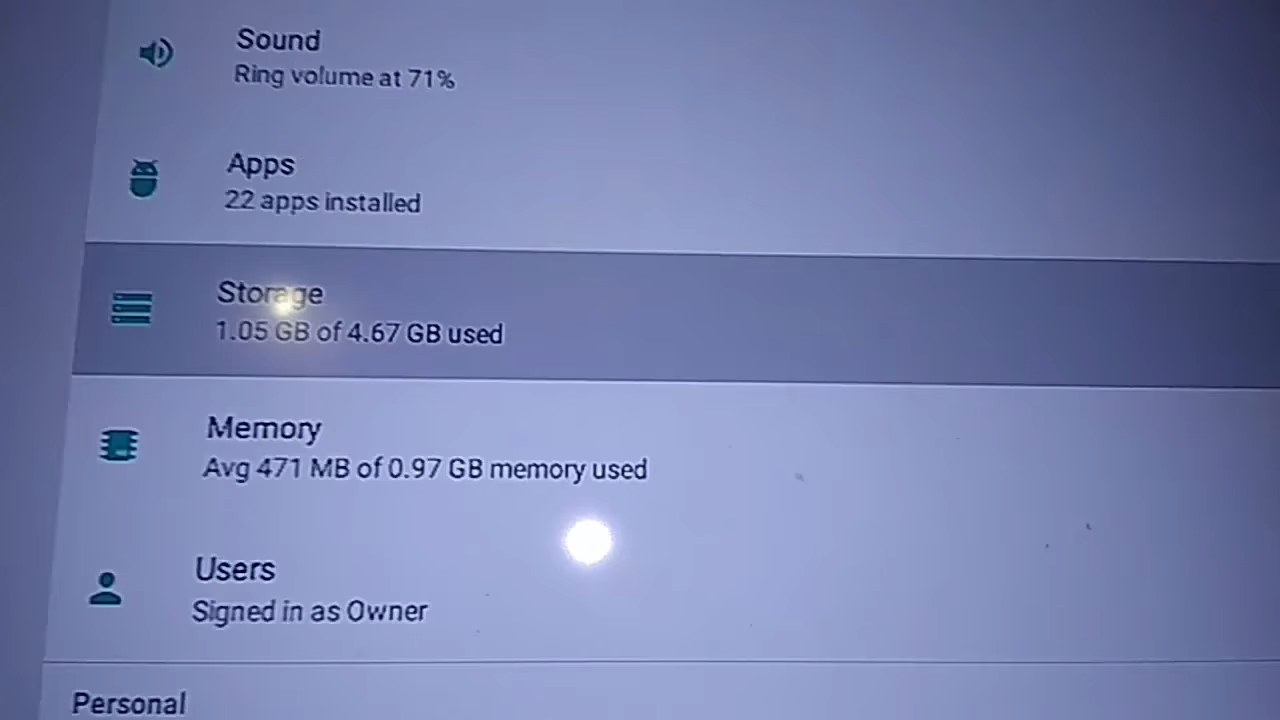 Sound
Ring volume at 71%
Apps
22 apps installed
Storage
1.05 GB of 4.67 GB used
Memory
Avg 471 MB of 0.97 GB memory used
Users
Signed in as Owner
Personal